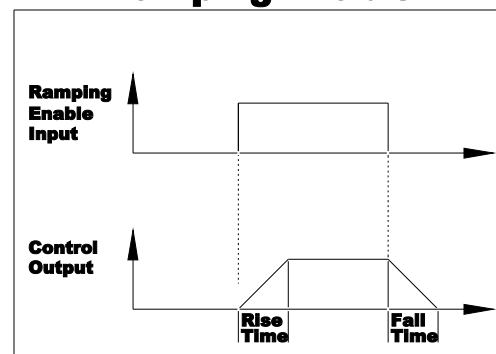 Ramping
Enable
Input
Control
Output
Rise
Time
Fall
Time